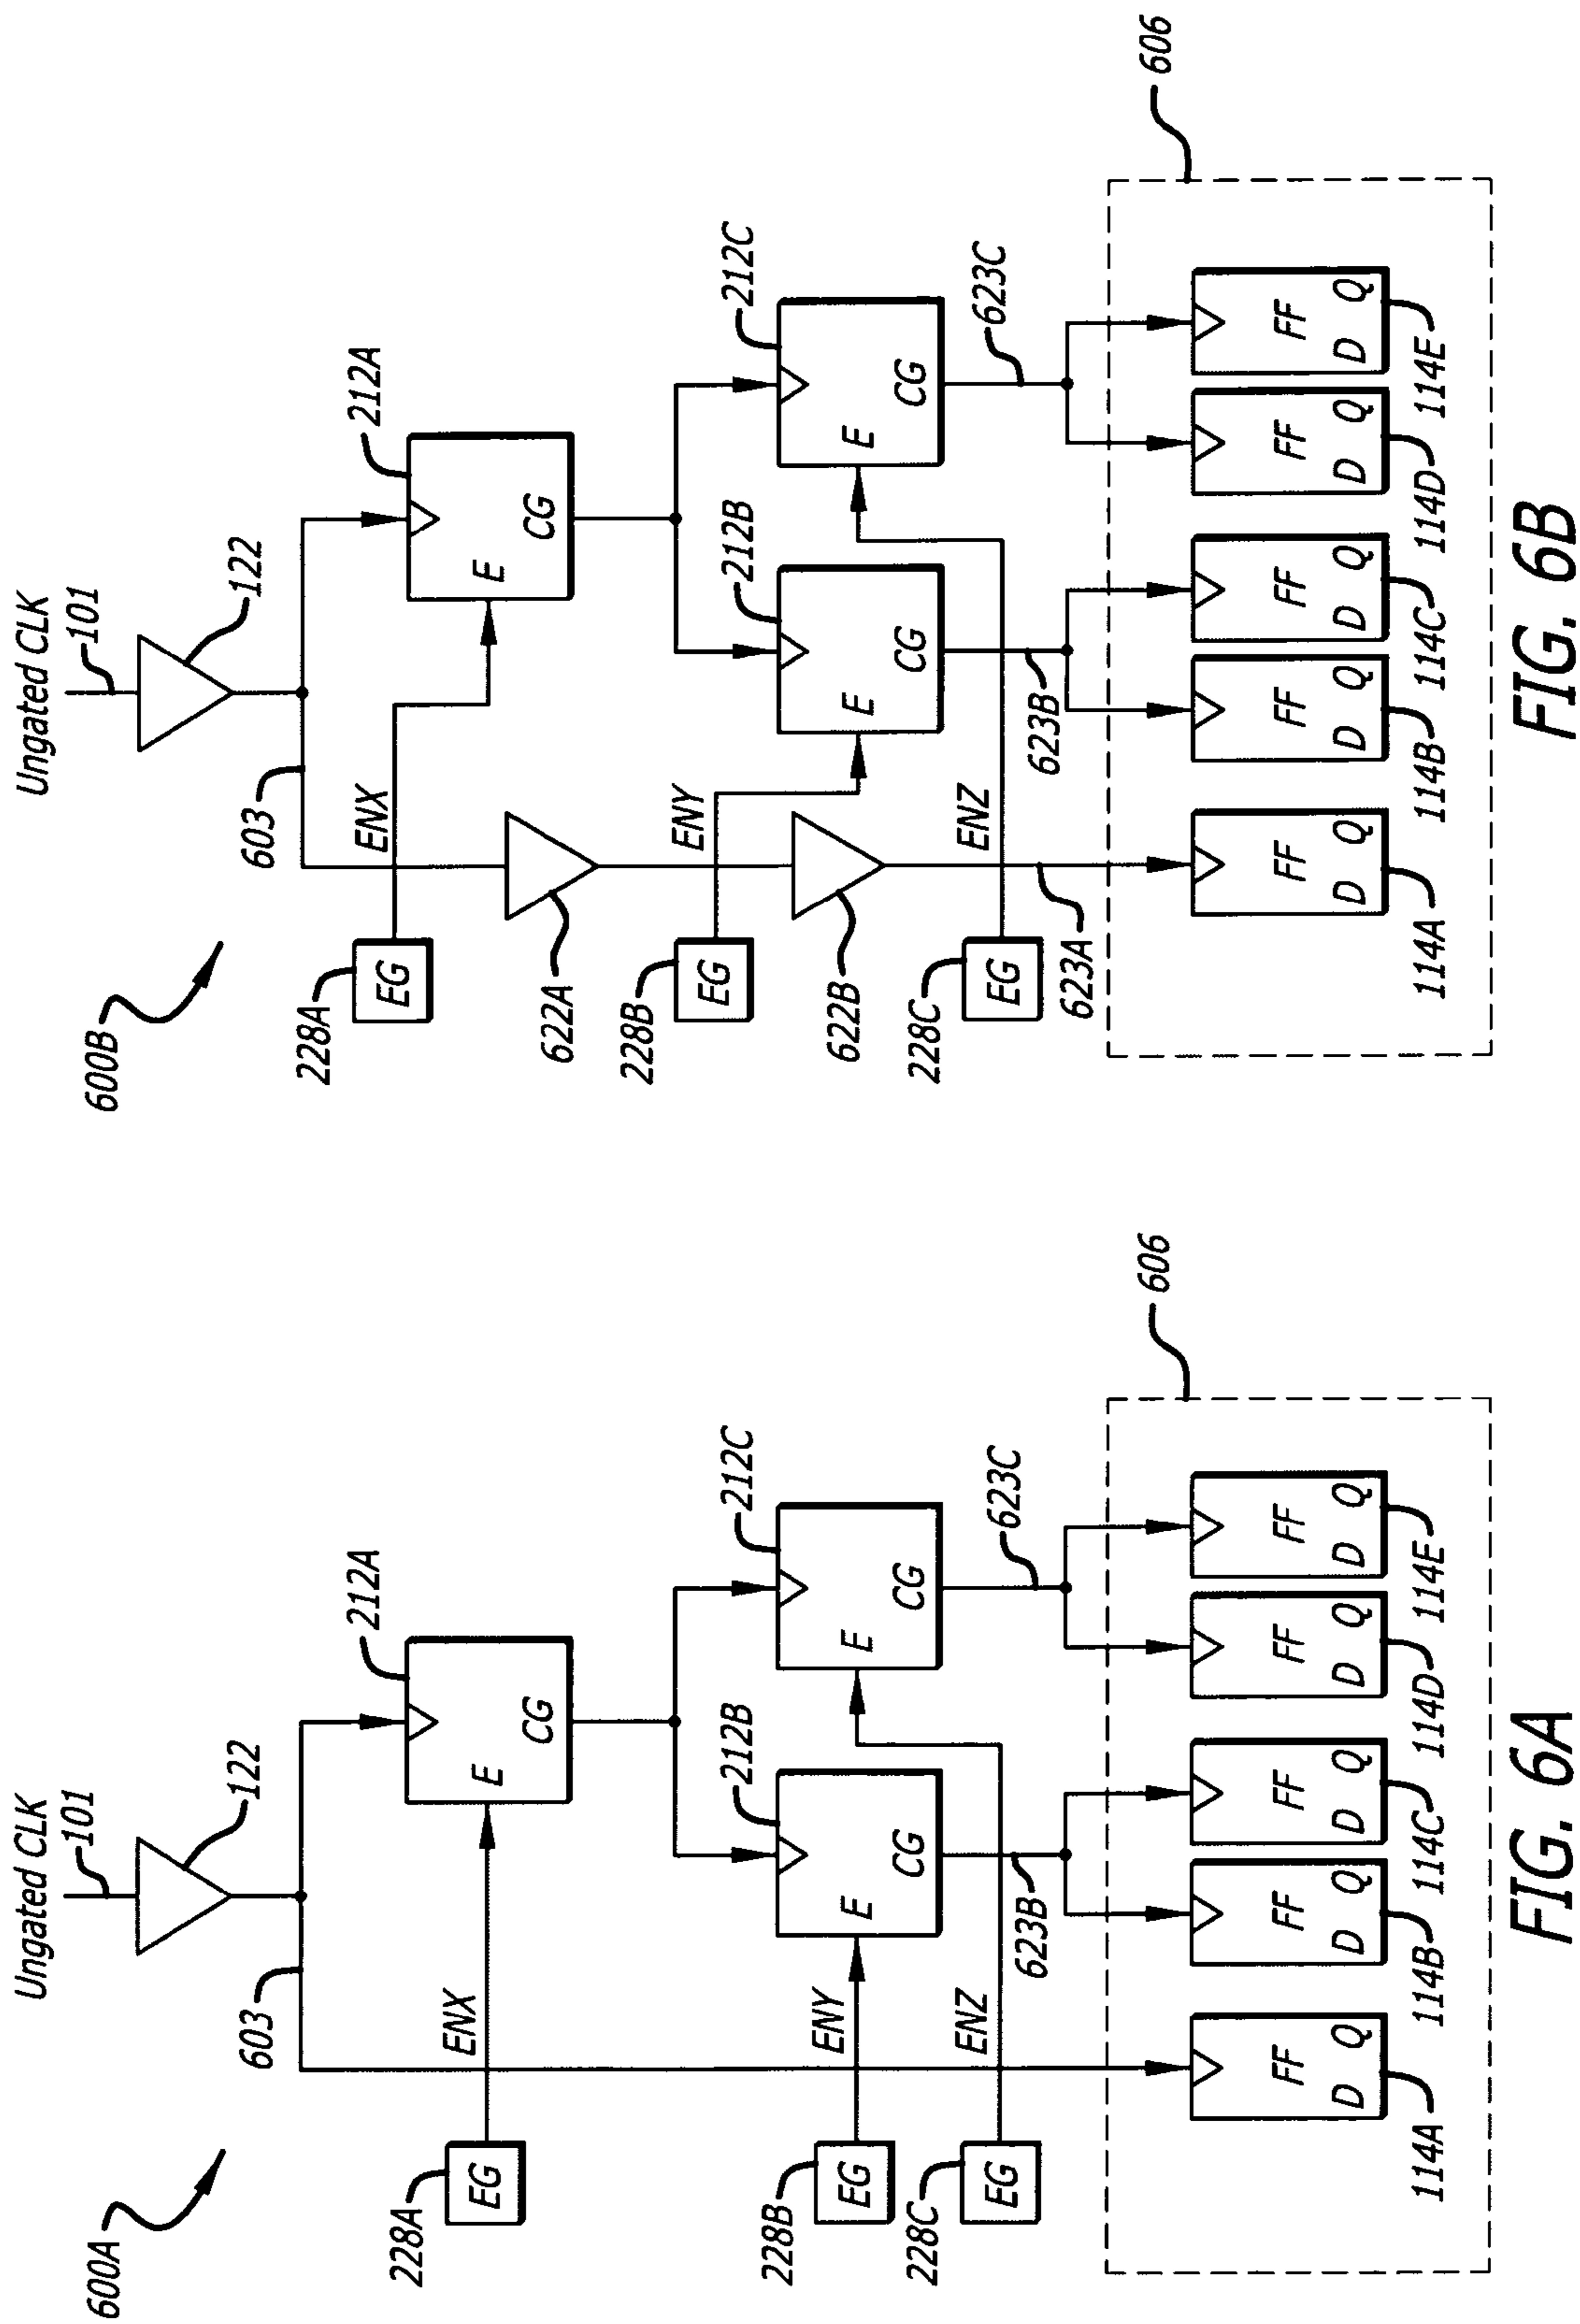 600A
Ungated CLK
101
122
603
212A
ENX
E
CG
228A
EG
212B
212C
ENY
E
CG
E
CG
228B
EG
ENZ
228C
EG
623B
623C
606
FF
D Q
FF
D Q
FF
D Q
FF
D Q
FF
D Q
114A
114B
114C
114D
114E
FIG. 6A
600B
Ungated CLK
101
122
603
212A
ENX
E
CG
228A
EG
622A
212B
212C
ENY
E
CG
E
CG
228B
EG
622B
ENZ
228C
EG
623A
623B
623C
606
FF
D Q
FF
D Q
FF
D Q
FF
D Q
FF
D Q
114A
114B
114C
114D
114E
FIG. 6B